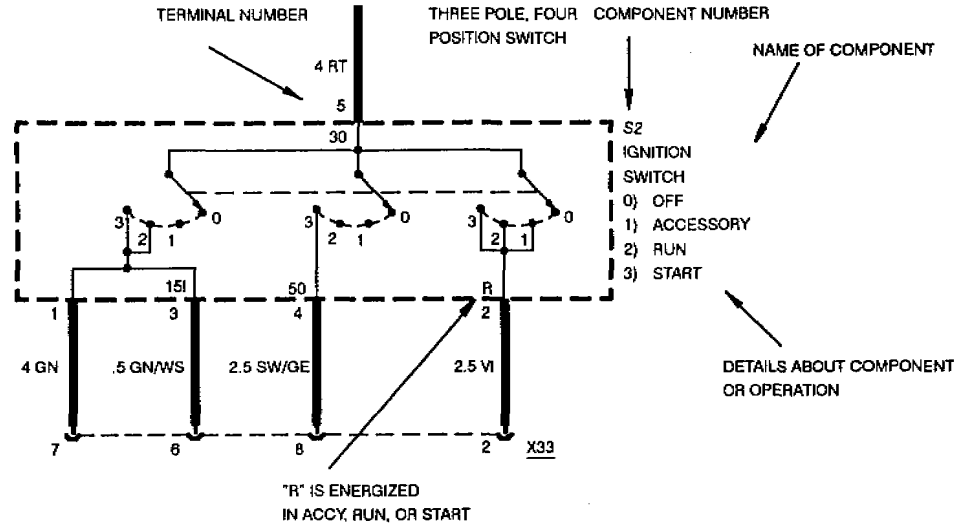 TERMINAL NUMBER
THREE POLE, FOUR
POSITION SWITCH
COMPONENT NUMBER
NAME OF COMPONENT
4 RT
5
30
S2
IGNITION
SWITCH
0) OFF
1) ACCESSORY
2) RUN
3) START
3 2 1 0
3 2 1 0
3 2 1 0
15I 50 R
1 3 4 2
4 GN .5 GN/WS 2.5 SW/GE 2.5 VI
DETAILS ABOUT COMPONENT
OR OPERATION
7 6 8 2 X33
"R" IS ENERGIZED
IN ACCY, RUN, OR START